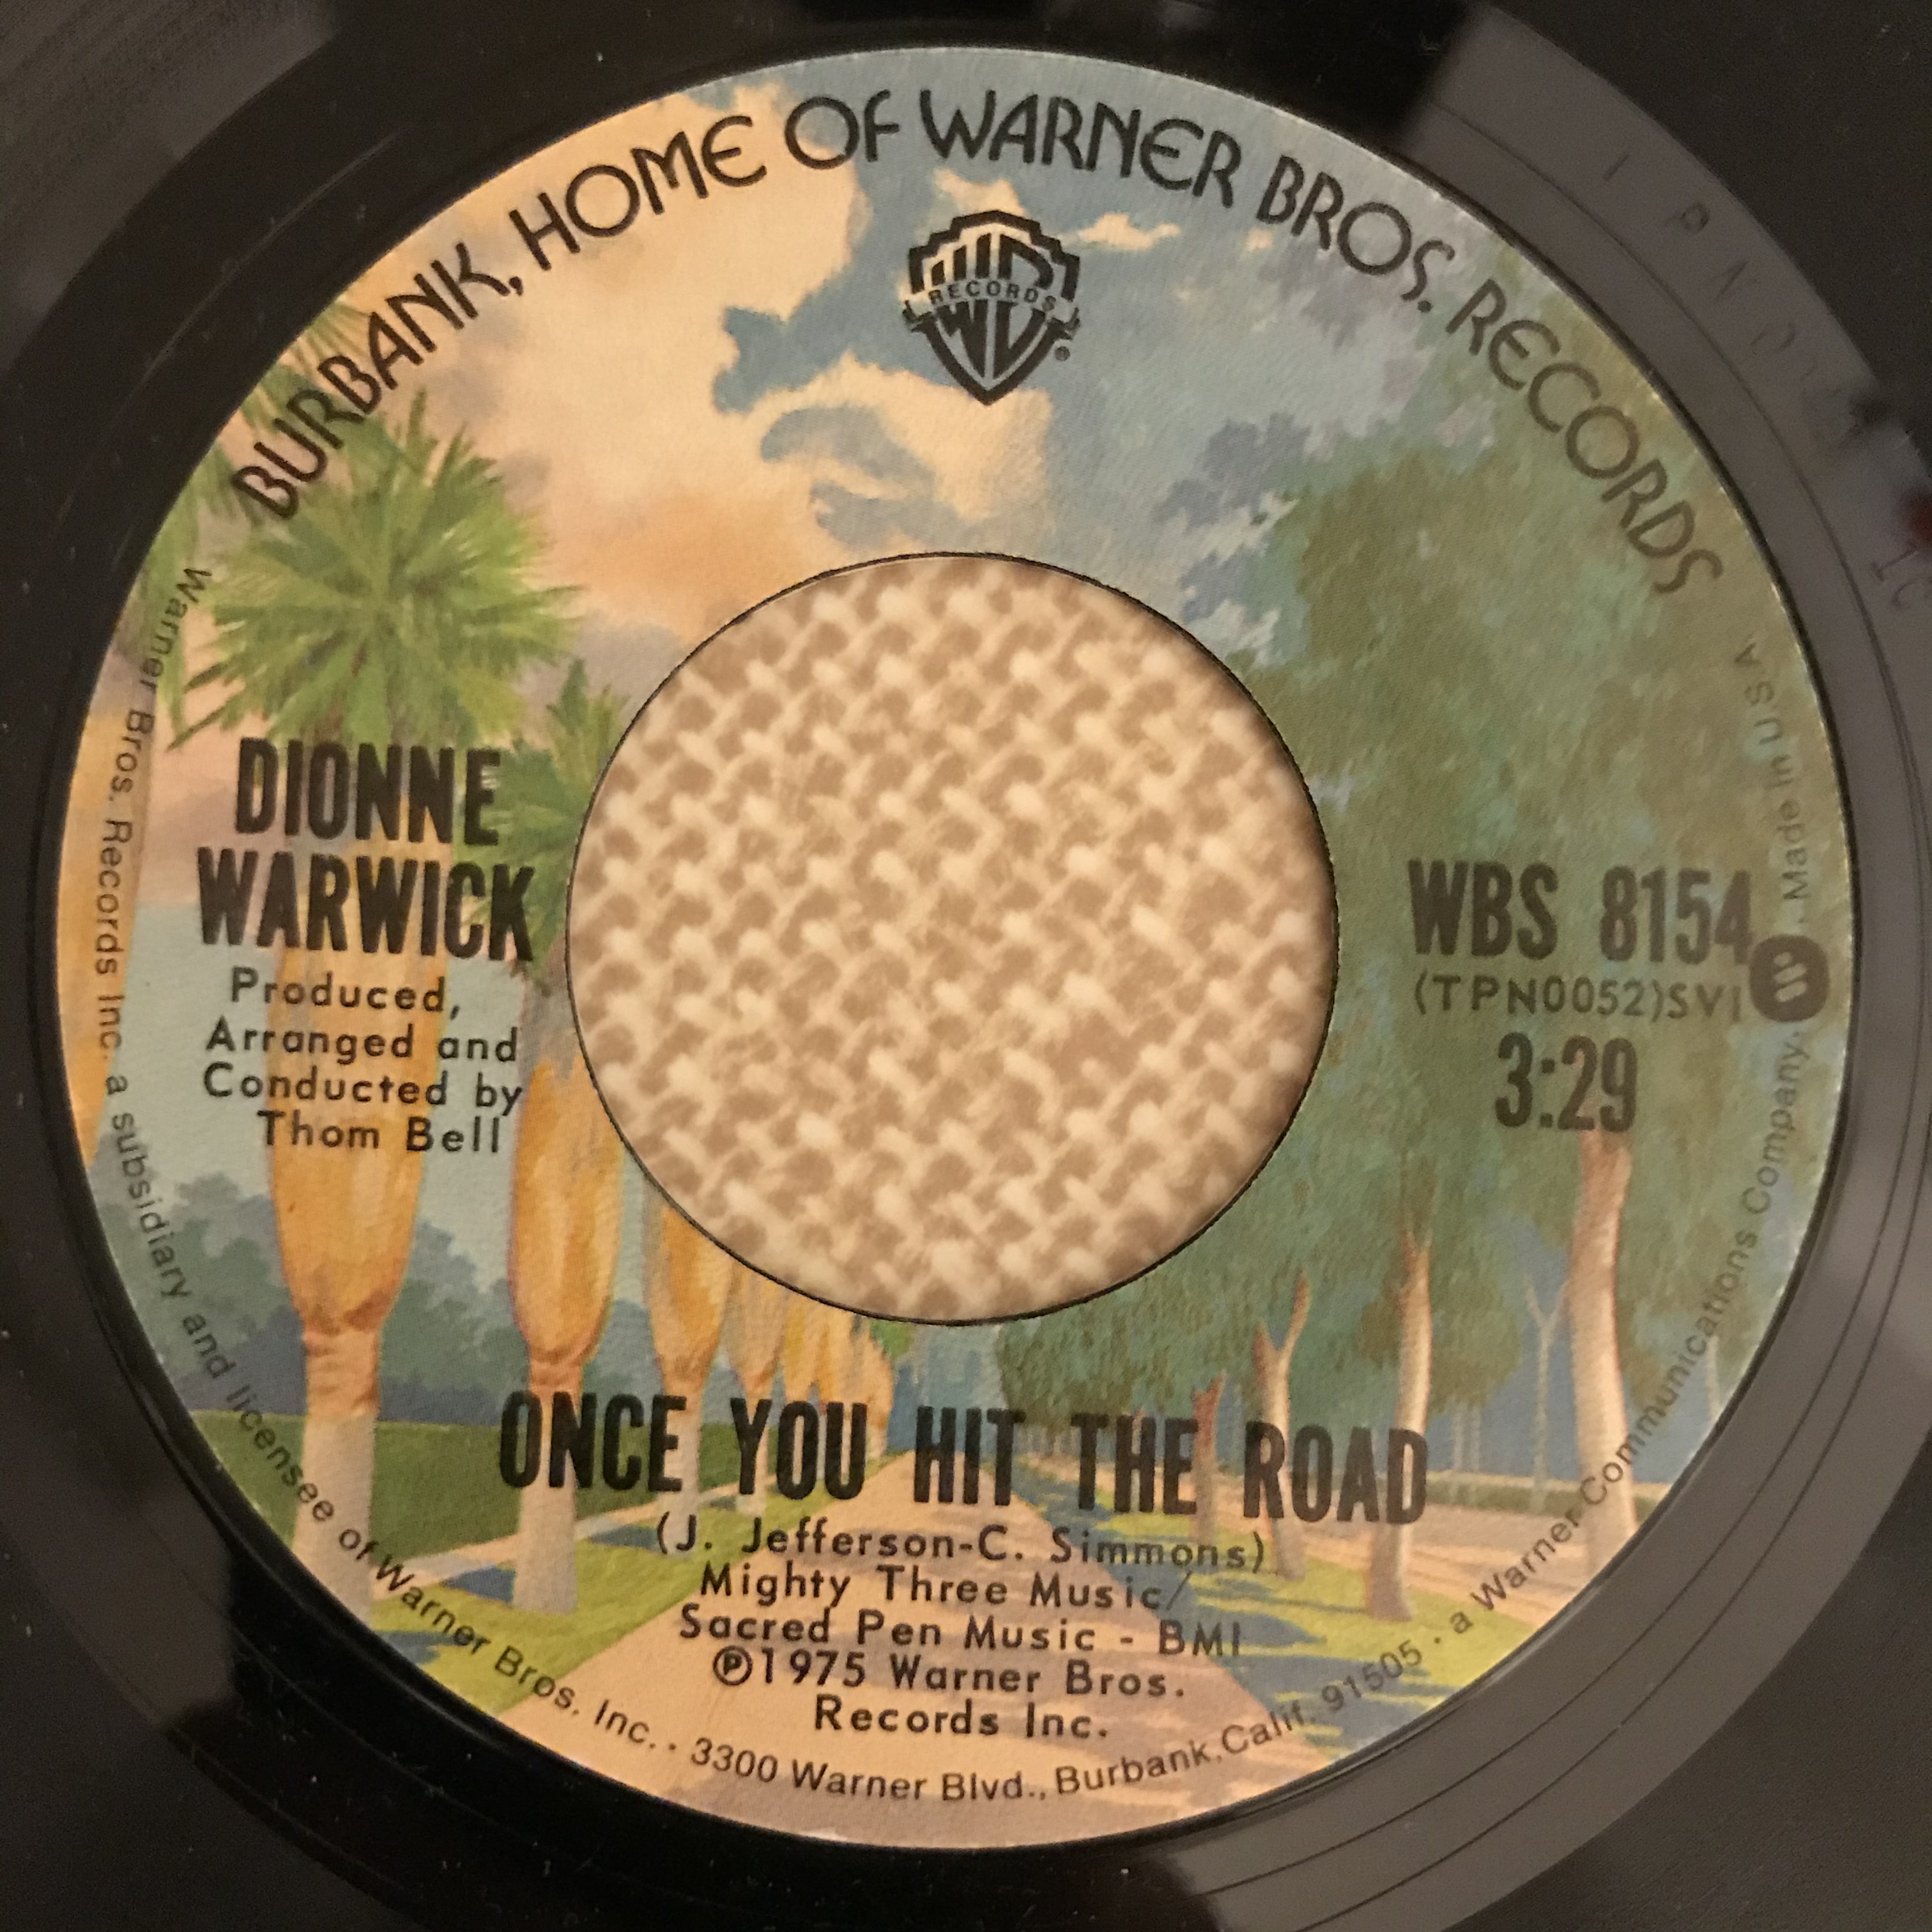 BURBANK, HOME OF WARNER BROS. RECORDS
RECORDS
DIONNE
WARWICK
Produced,
Arranged and
Conducted by
Thom Bell
WBS 8154
(TPN0052)SV1
3:29
ONCE YOU HIT THE ROAD
(J. Jefferson-C. Simmons)
Mighty Three Music/
Sacred Pen Music - BMI
℗1975 Warner Bros.
Records Inc.
Warner Bros. Records Inc. a subsidiary and licensee of Warner Bros. Inc. • 3300 Warner Blvd., Burbank, Calif. 91505 • a Warner Communications Company. • Made in U S A